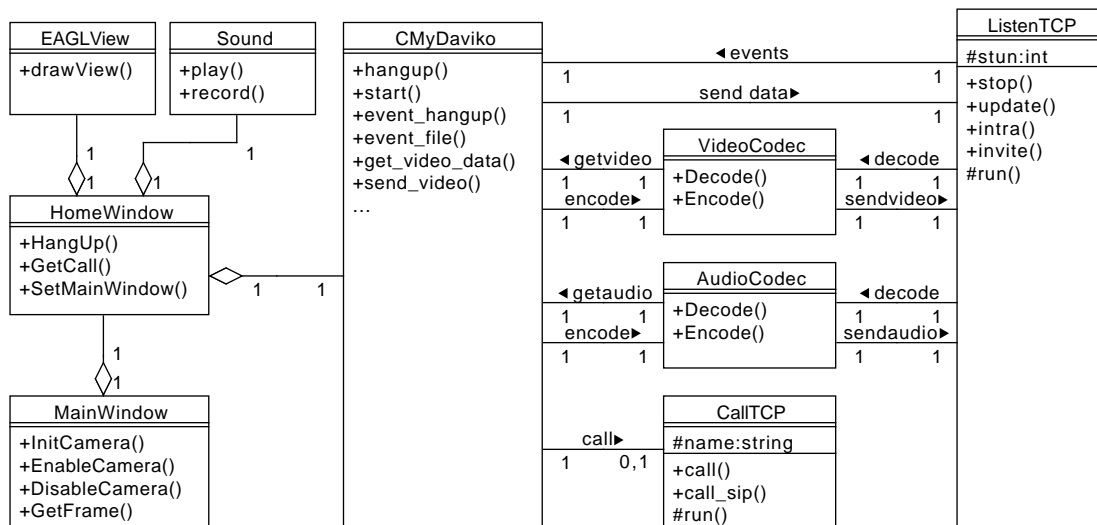 EAGLView
+drawView()
Sound
+play()
+record()
1
1
1
1
HomeWindow
+HangUp()
+GetCall()
+SetMainWindow()
1
1
1
1
MainWindow
+InitCamera()
+EnableCamera()
+DisableCamera()
+GetFrame()
CMyDaviko
+hangup()
+start()
+event_hangup()
+event_file()
+get_video_data()
+send_video()
...
◄events
1
1
send data►
1
1
◄getvideo
1
1
encode►
1
1
VideoCodec
+Decode()
+Encode()
◄decode
1
1
sendvideo►
1
1
◄getaudio
1
1
encode►
1
1
AudioCodec
+Decode()
+Encode()
◄decode
1
1
sendaudio►
1
1
call►
1
0,1
CallTCP
#name:string
+call()
+call_sip()
#run()
ListenTCP
#stun:int
+stop()
+update()
+intra()
+invite()
#run()